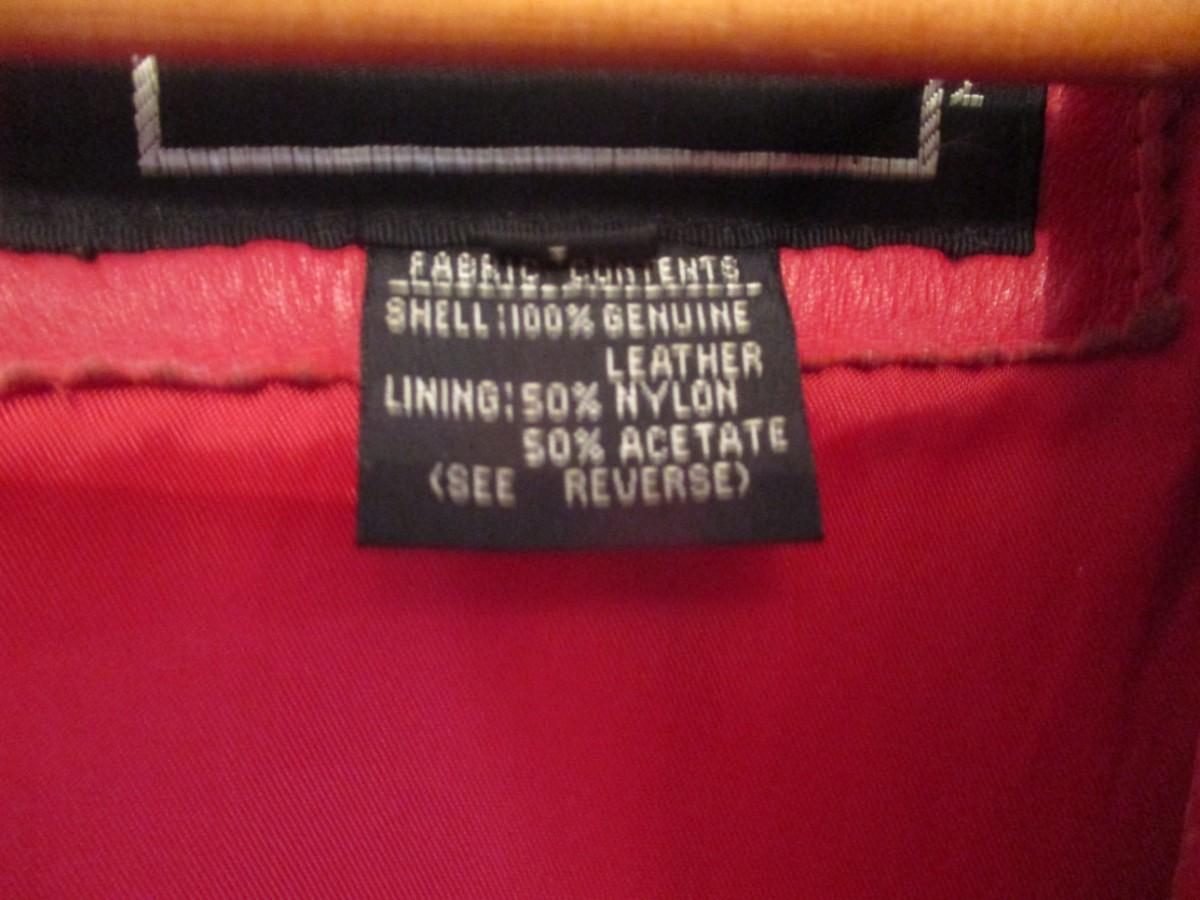 FABRIC CONTENTS
SHELL:100% GENUINE
LEATHER
LINING:50% NYLON
50% ACETATE
(SEE REVERSE)